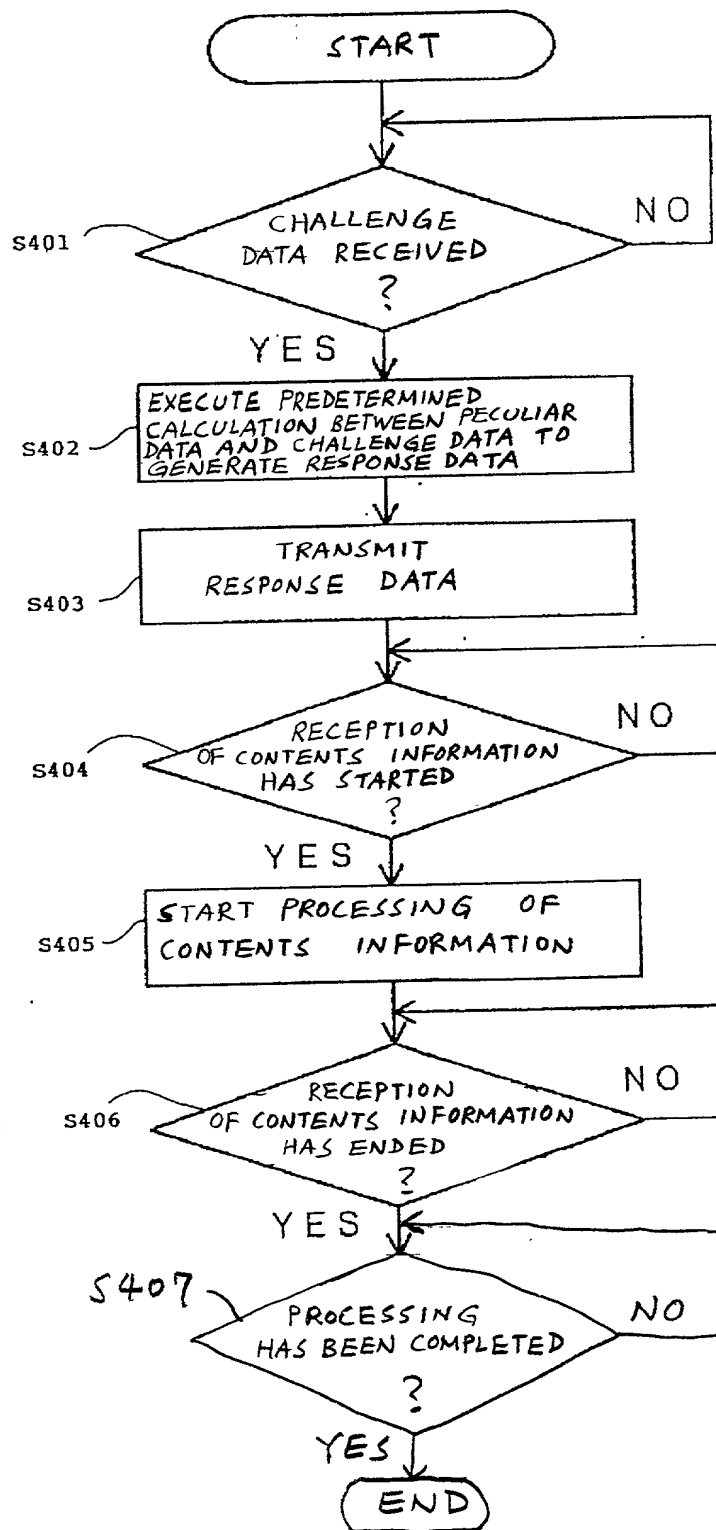 START
CHALLENGE
DATA RECEIVED
?
NO
S401
YES
EXECUTE PREDETERMINED
CALCULATION BETWEEN PECULIAR
DATA AND CHALLENGE DATA TO
GENERATE RESPONSE DATA
S402
TRANSMIT
RESPONSE DATA
S403
RECEPTION
OF CONTENTS INFORMATION
HAS STARTED
?
NO
S404
YES
START PROCESSING OF
CONTENTS INFORMATION
S405
RECEPTION
OF CONTENTS INFORMATION
HAS ENDED
?
NO
S406
YES
S407
PROCESSING
HAS BEEN COMPLETED
?
NO
YES
END